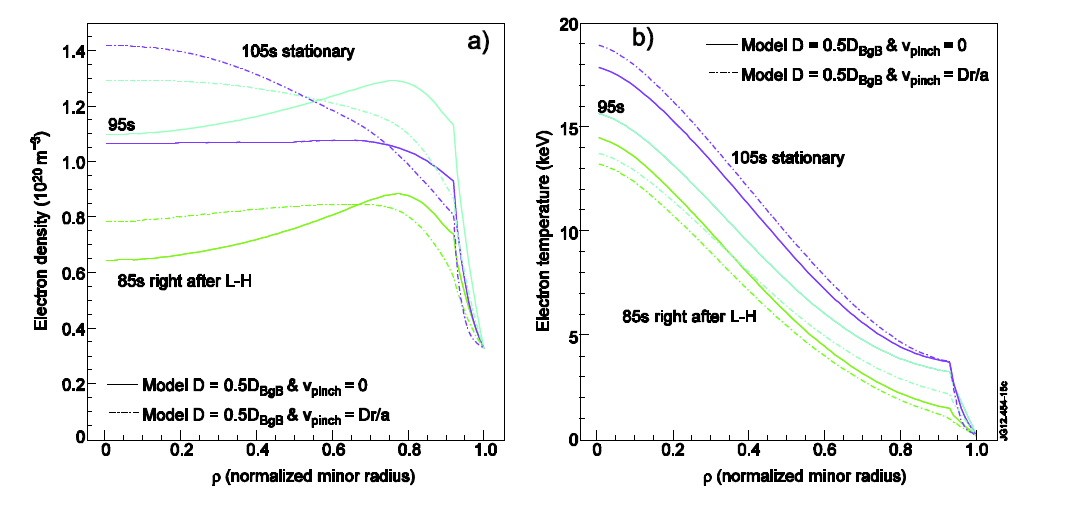 a)
1.4
1.2
1.0
0.8
0.6
0.4
0.2
0
Electron density (10²⁰ m⁻³)
105s stationary
95s
85s right after L-H
Model D = 0.5D_BgB & v_pinch = 0
Model D = 0.5D_BgB & v_pinch = Dr/a
0 0.2 0.4 0.6 0.8 1.0
ρ (normalized minor radius)
b)
20
15
10
5
0
Electron temperature (keV)
Model D = 0.5D_BgB & v_pinch = 0
Model D = 0.5D_BgB & v_pinch = Dr/a
95s
105s stationary
85s right after L-H
0 0.2 0.4 0.6 0.8 1.0
ρ (normalized minor radius)
JG12.454-15c